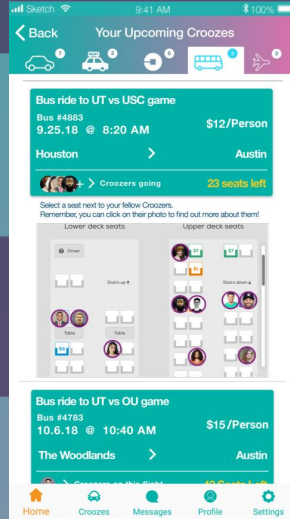 Sketch 9:41 AM 100%
Back Your Upcoming Croozes
7 2 0 3 0
Bus ride to UT vs USC game
Bus #4883
9.25.18 @ 8:20 AM
$12/Person
Houston > Austin
+ > Croozers going 23 seats left
Select a seat next to your fellow Croozers.
Remember, you can click on their photo to find out more about them!
Lower deck seats Upper deck seats
Driver
Stairs up
Stairs down
Table Table
Bus ride to UT vs OU game
Bus #4783
10.6.18 @ 10:40 AM
$15/Person
The Woodlands > Austin
Home Croozes Messages Profile Settings